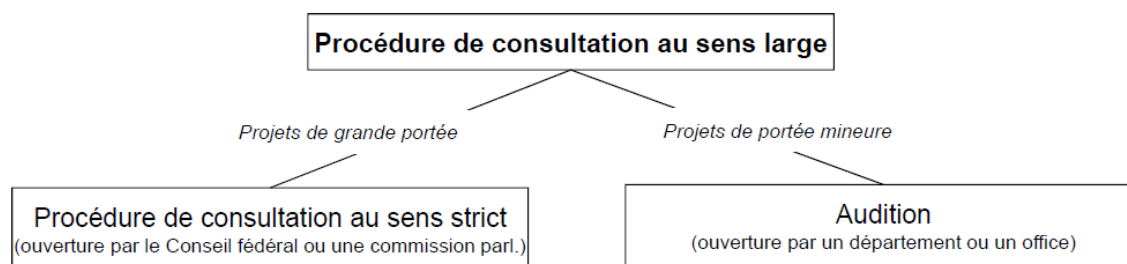 Procédure de consultation au sens large
Projets de grande portée
Projets de portée mineure
Procédure de consultation au sens strict
(ouverture par le Conseil fédéral ou une commission parl.)
Audition
(ouverture par un département ou un office)